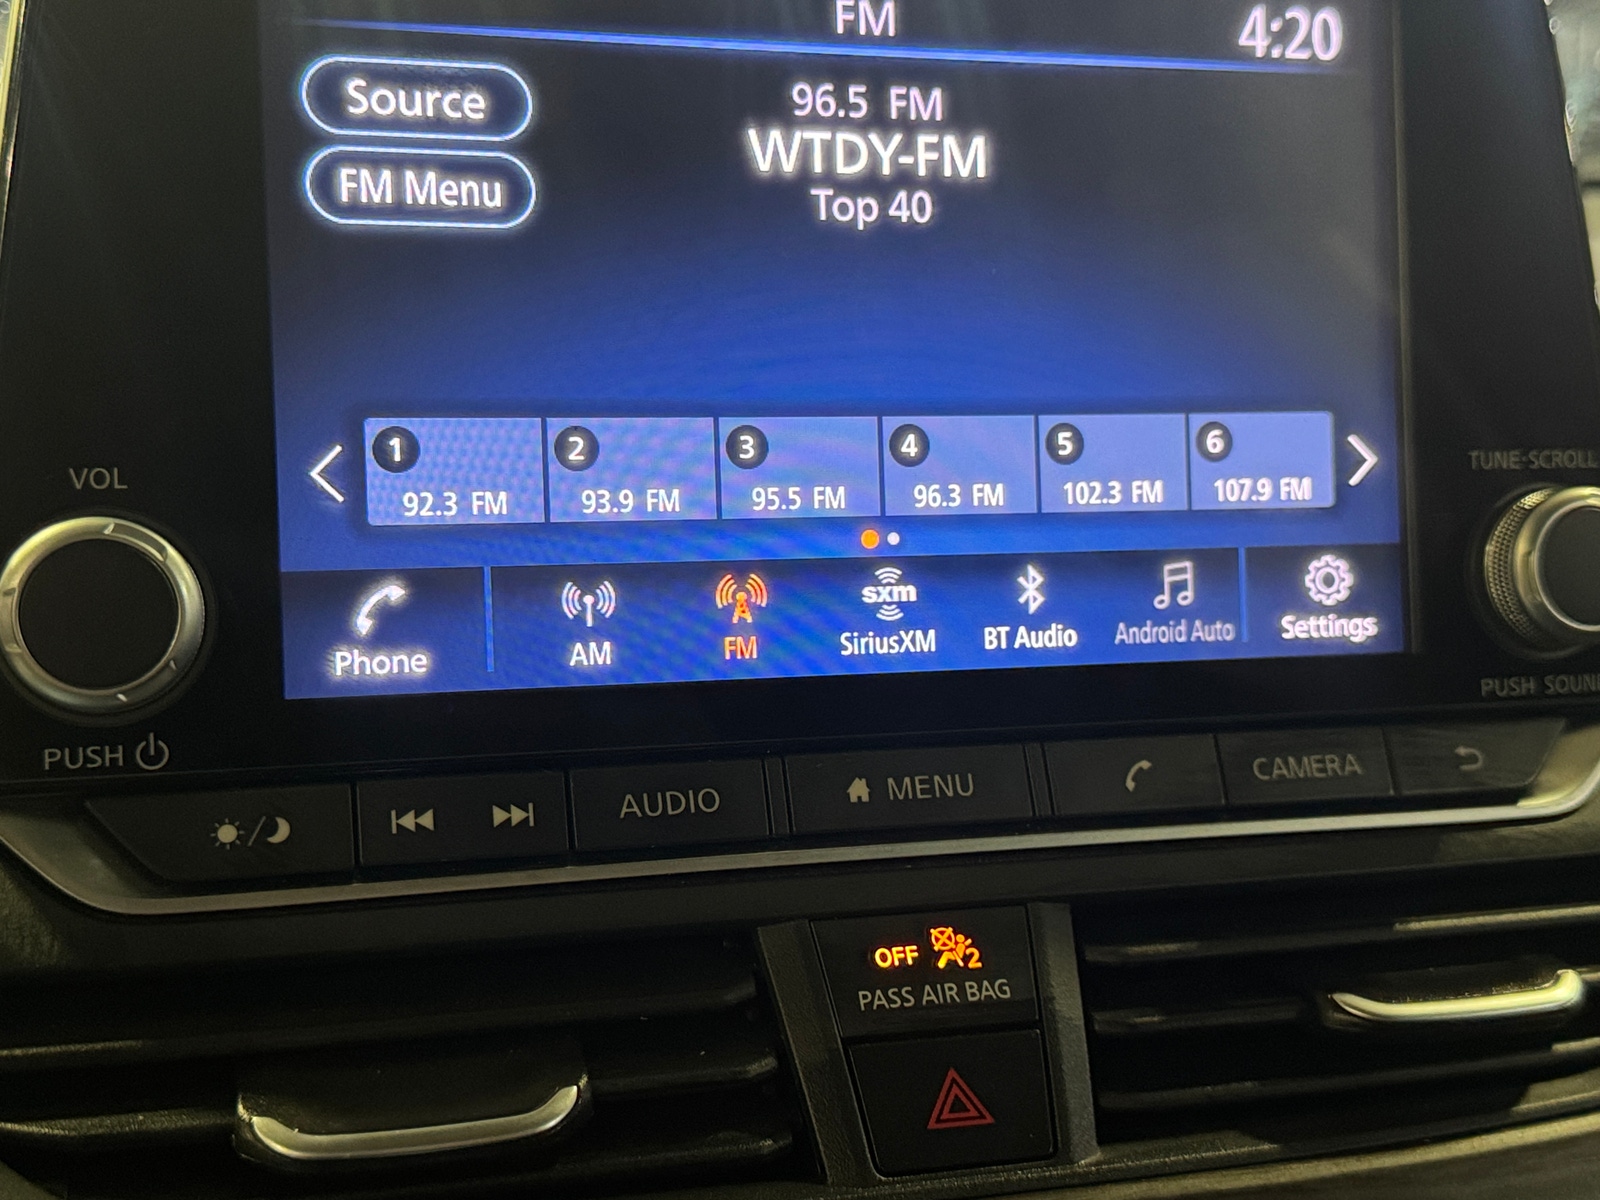 FM
4:20
Source
96.5 FM
WTDY-FM
FM Menu
Top 40
1
2
3
4
5
6
92.3 FM
93.9 FM
95.5 FM
96.3 FM
102.3 FM
107.9 FM
VOL
TUNE·SCROLL
Phone
AM
FM
sxm
SiriusXM
BT Audio
Android Auto
Settings
PUSH
PUSH SOUN
AUDIO
MENU
CAMERA
OFF
2
PASS AIR BAG